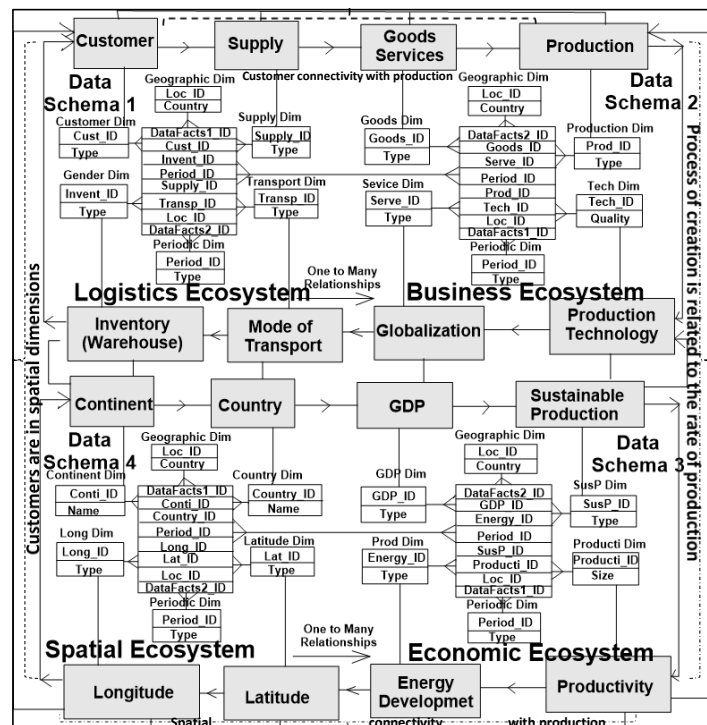 Customer
Supply
Goods
Services
Production
Customer connectivity with production
Data
Schema 1
Geographic Dim
Loc_ID
Country
Customer Dim
Cust_ID
Type
Supply Dim
Supply_ID
Type
DataFacts1_ID
Cust_ID
Invent_ID
Period_ID
Supply_ID
Transp_ID
Loc_ID
DataFacts2_ID
Gender Dim
Invent_ID
Type
Transport Dim
Transp_ID
Type
Periodic Dim
Period_ID
Type
Data
Schema 2
Geographic Dim
Loc_ID
Country
Goods Dim
Goods_ID
Type
Production Dim
Prod_ID
Type
DataFacts2_ID
Goods_ID
Serve_ID
Period_ID
Prod_ID
Tech_ID
Loc_ID
DataFacts1_ID
Sevice Dim
Serve_ID
Type
Tech Dim
Tech_ID
Quality
Periodic Dim
Period_ID
Type
One to Many
Relationships
Logistics Ecosystem
Business Ecosystem
Inventory
(Warehouse)
Mode of
Transport
Globalization
Production
Technology
Continent
Country
GDP
Sustainable
Production
Data
Schema 4
Geographic Dim
Loc_ID
Country
Continent Dim
Conti_ID
Name
Country Dim
Country_ID
Name
DataFacts1_ID
Conti_ID
Country_ID
Period_ID
Long_ID
Lat_ID
Loc_ID
DataFacts2_ID
Long Dim
Long_ID
Type
Latitude Dim
Lat_ID
Type
Periodic Dim
Period_ID
Type
Data
Schema 3
Geographic Dim
Loc_ID
Country
GDP Dim
GDP_ID
Type
SusP Dim
SusP_ID
Type
DataFacts2_ID
GDP_ID
Energy_ID
Period_ID
SusP_ID
Producti_ID
Loc_ID
DataFacts1_ID
Prod Dim
Energy_ID
Type
Producti Dim
Producti_ID
Size
Periodic Dim
Period_ID
Type
One to Many
Relationships
Spatial Ecosystem
Economic Ecosystem
Longitude
Latitude
Energy
Developmet
Productivity
Spatial connectivity with production
Customers are in spatial dimensions
Process of creation is related to the rate of production